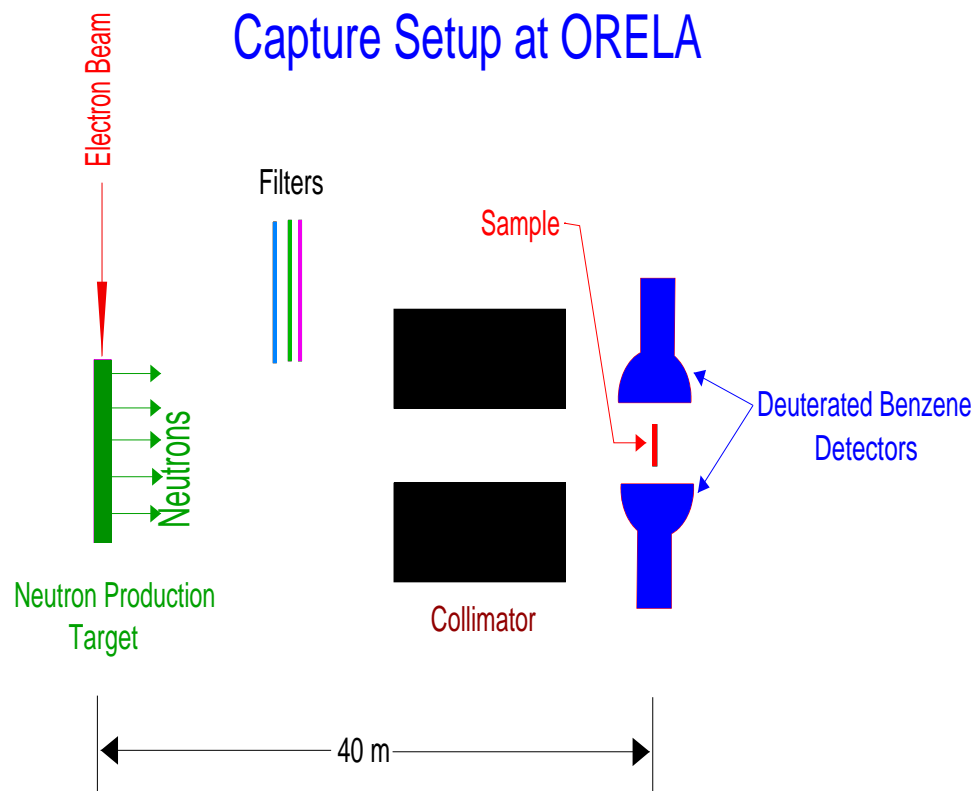 Capture Setup at ORELA
Electron Beam
Filters
Sample
Neutrons
Deuterated Benzene
Detectors
Neutron Production
Target
Collimator
40 m